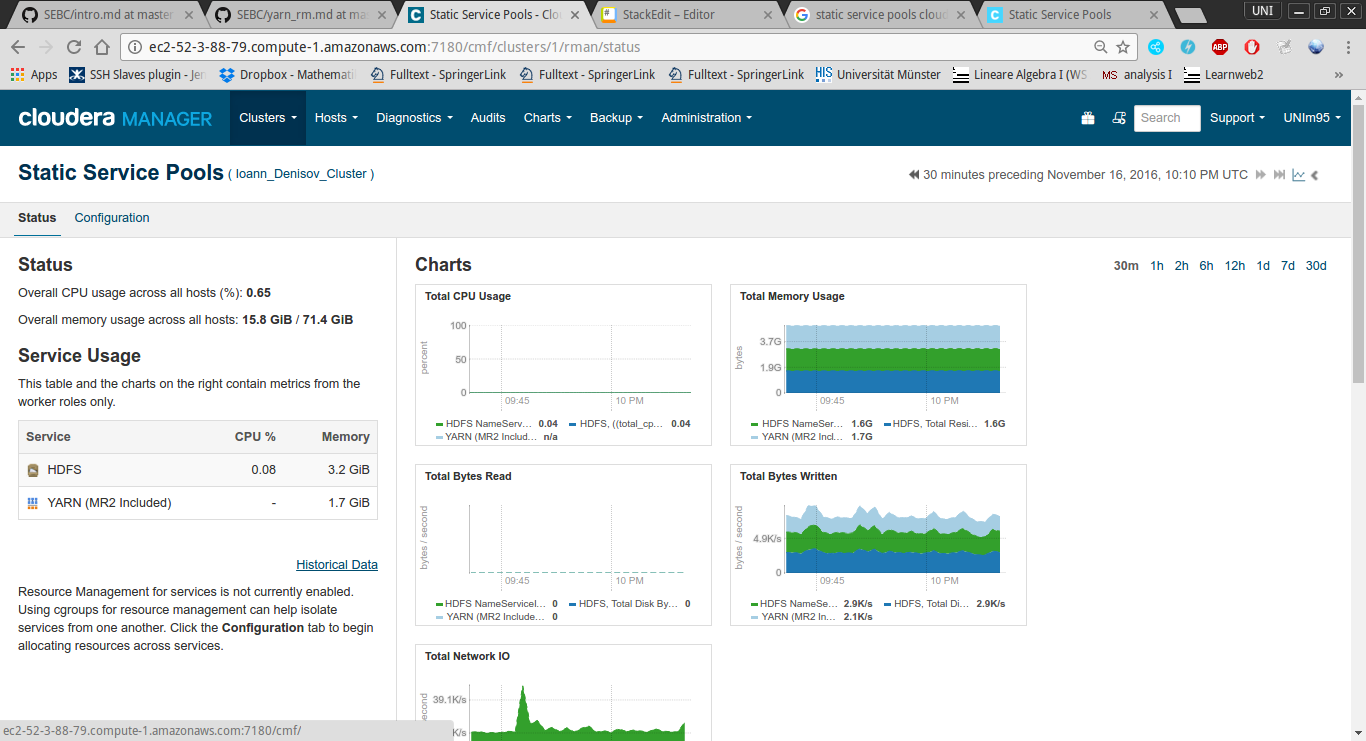 SEBC/intro.md at master
SEBC/yarn_rm.md at mas
Static Service Pools - Clo
StackEdit – Editor
static service pools cloud
Static Service Pools
UNI
ec2-52-3-88-79.compute-1.amazonaws.com:7180/cmf/clusters/1/rman/status
ABP
Apps
SSH Slaves plugin - Jen
Dropbox - Mathemati
Fulltext - SpringerLink
Fulltext - SpringerLink
Fulltext - SpringerLink
HIS Universität Münster
Lineare Algebra I (WS
MS analysis I
Learnweb2
»
cloudera MANAGER
Clusters
Hosts
Diagnostics
Audits
Charts
Backup
Administration
Search
Support
UNIm95
Static Service Pools ( Ioann_Denisov_Cluster )
30 minutes preceding November 16, 2016, 10:10 PM UTC
Status
Configuration
Status
Overall CPU usage across all hosts (%): 0.65
Overall memory usage across all hosts: 15.8 GiB / 71.4 GiB
Service Usage
This table and the charts on the right contain metrics from the
worker roles only.
Service CPU % Memory
HDFS 0.08 3.2 GiB
YARN (MR2 Included) - 1.7 GiB
Historical Data
Resource Management for services is not currently enabled.
Using cgroups for resource management can help isolate
services from one another. Click the Configuration tab to begin
allocating resources across services.
Charts
30m 1h 2h 6h 12h 1d 7d 30d
Total CPU Usage
percent
100
50
0
09:45
10 PM
HDFS NameServ... 0.04
HDFS, ((total_cp... 0.04
YARN (MR2 Includ... n/a
Total Memory Usage
bytes
3.7G
1.9G
0
09:45
10 PM
HDFS NameSer... 1.6G
HDFS, Total Resi... 1.6G
YARN (MR2 Incl... 1.7G
Total Bytes Read
bytes / second
09:45
10 PM
HDFS NameServiceI... 0
HDFS, Total Disk By... 0
YARN (MR2 Include... 0
Total Bytes Written
bytes / second
4.9K/s
0
09:45
10 PM
HDFS NameSe... 2.9K/s
HDFS, Total Di... 2.9K/s
YARN (MR2 In... 2.1K/s
Total Network IO
39.1K/s
K/s
ec2-52-3-88-79.compute-1.amazonaws.com:7180/cmf/